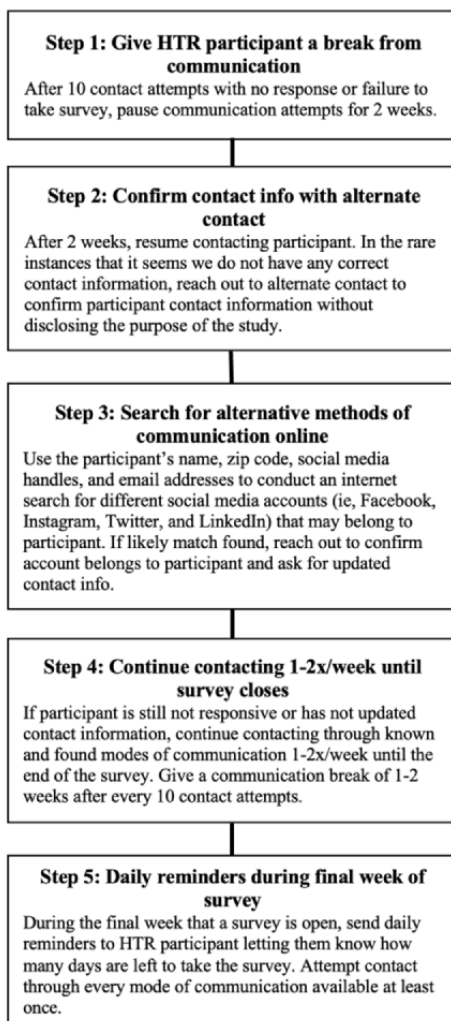 Step 1: Give HTR participant a break from
communication
After 10 contact attempts with no response or failure to
take survey, pause communication attempts for 2 weeks.
Step 2: Confirm contact info with alternate
contact
After 2 weeks, resume contacting participant. In the rare
instances that it seems we do not have any correct
contact information, reach out to alternate contact to
confirm participant contact information without
disclosing the purpose of the study.
Step 3: Search for alternative methods of
communication online
Use the participant's name, zip code, social media
handles, and email addresses to conduct an internet
search for different social media accounts (ie, Facebook,
Instagram, Twitter, and LinkedIn) that may belong to
participant. If likely match found, reach out to confirm
account belongs to participant and ask for updated
contact info.
Step 4: Continue contacting 1-2x/week until
survey closes
If participant is still not responsive or has not updated
contact information, continue contacting through known
and found modes of communication 1-2x/week until the
end of the survey. Give a communication break of 1-2
weeks after every 10 contact attempts.
Step 5: Daily reminders during final week of
survey
During the final week that a survey is open, send daily
reminders to HTR participant letting them know how
many days are left to take the survey. Attempt contact
through every mode of communication available at least
once.